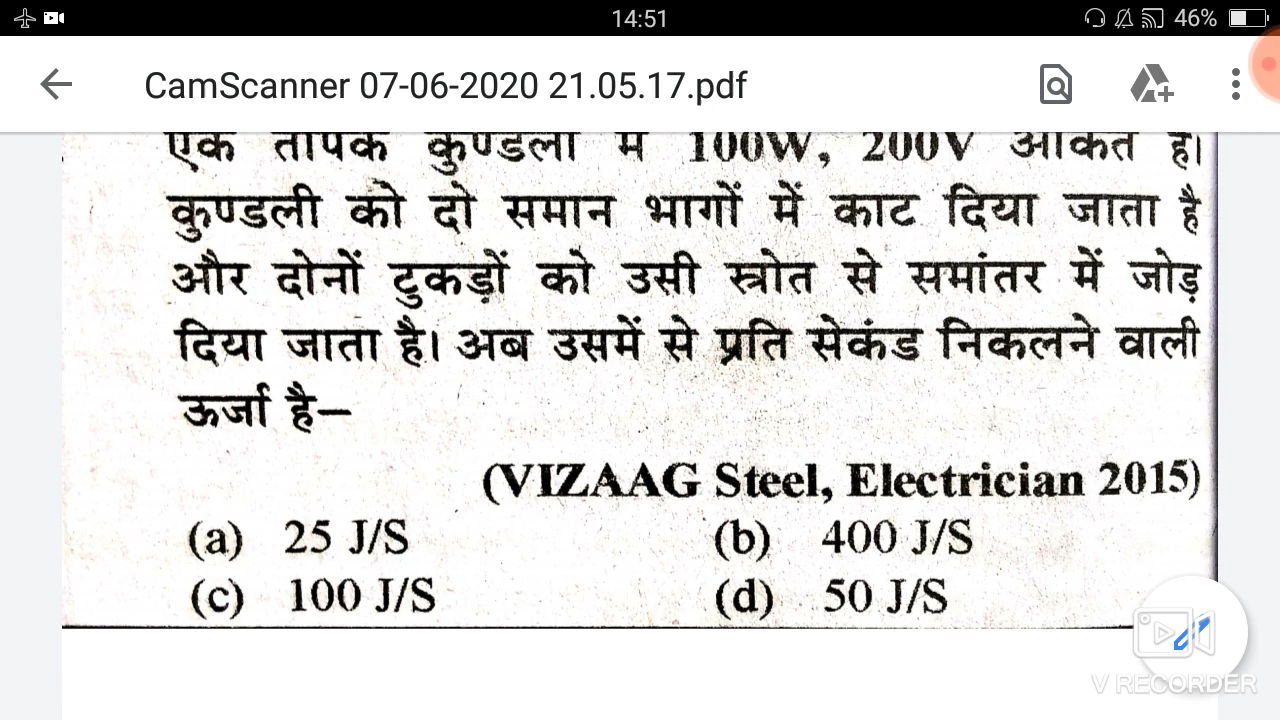 14:51
46%
CamScanner 07-06-2020 21.05.17.pdf
एक तापक कुण्डली में 100W, 200V अंकित है।
कुण्डली को दो समान भागों में काट दिया जाता है
और दोनों टुकड़ों को उसी स्त्रोत से समांतर में जोड़
दिया जाता है। अब उसमें से प्रति सेकंड निकलने वाली
ऊर्जा है–
(VIZAAG Steel, Electrician 2015)
(a) 25 J/S (b) 400 J/S
(c) 100 J/S (d) 50 J/S
V RECORDER